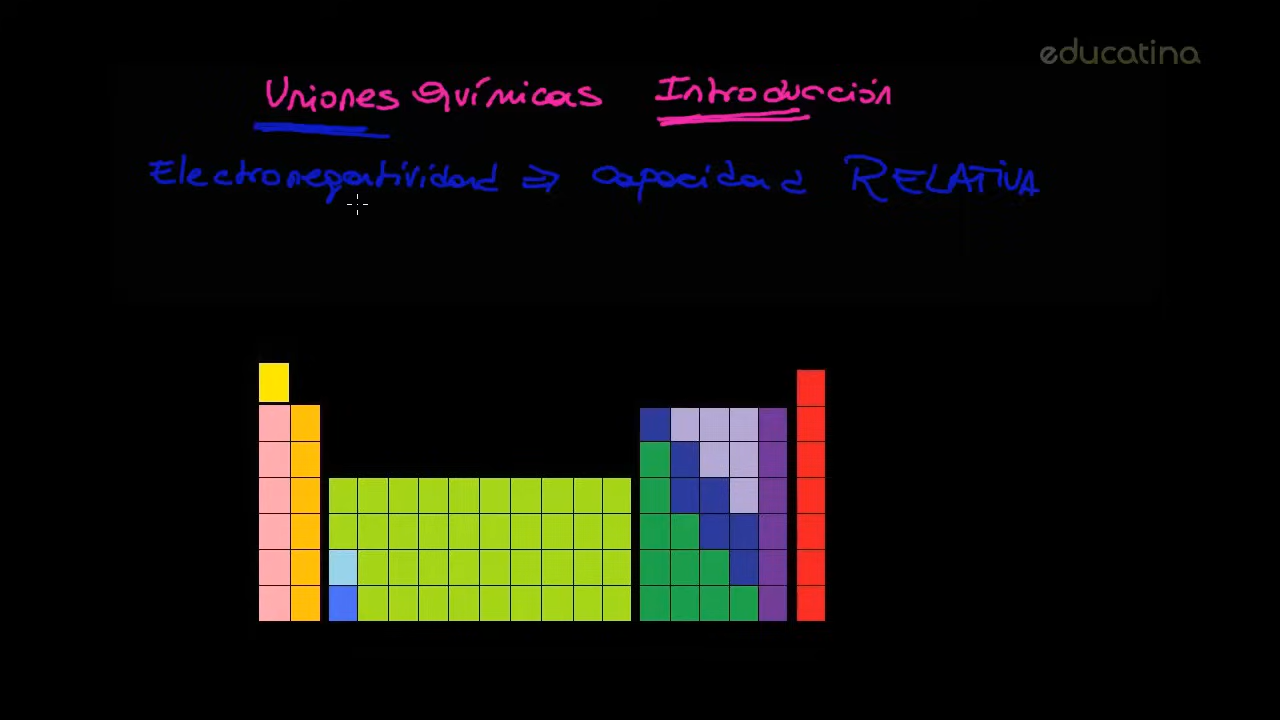 educatina
Uniones Químicas Introducción
Electronegatividad ⇒ capacidad RELATIVA